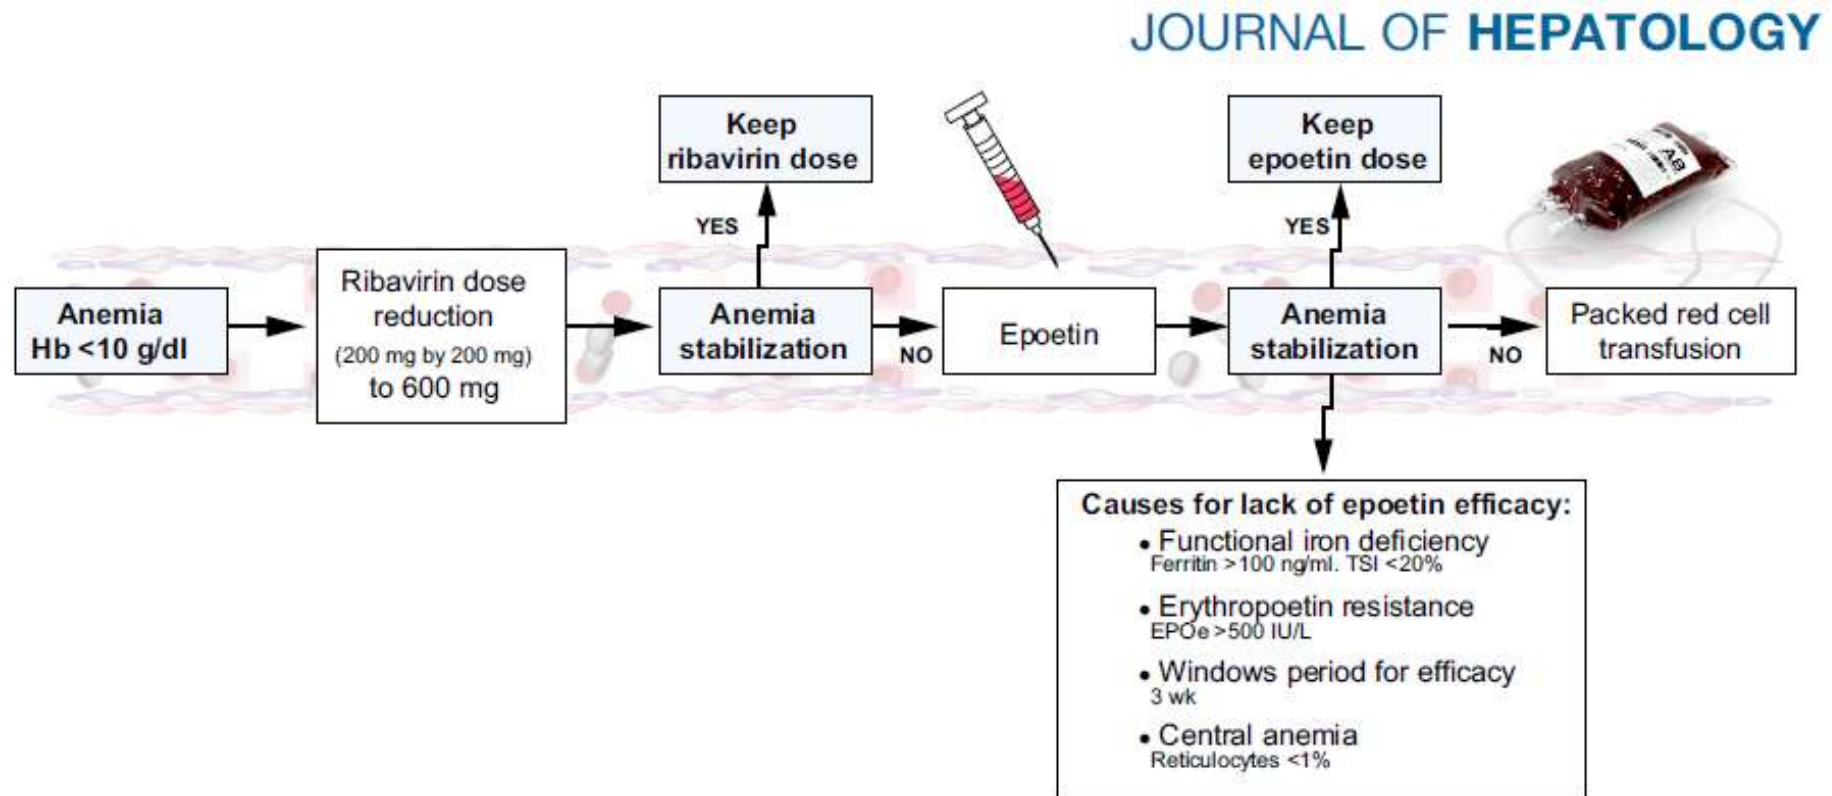 JOURNAL OF HEPATOLOGY
Keep
ribavirin dose
Keep
epoetin dose
AB
YES
YES
Anemia
Hb <10 g/dl
Ribavirin dose
reduction
(200 mg by 200 mg)
to 600 mg
Anemia
stabilization
NO
Epoetin
Anemia
stabilization
NO
Packed red cell
transfusion
Causes for lack of epoetin efficacy:
• Functional iron deficiency
Ferritin >100 ng/ml. TSI <20%
• Erythropoetin resistance
EPOe >500 IU/L
• Windows period for efficacy
3 wk
• Central anemia
Reticulocytes <1%